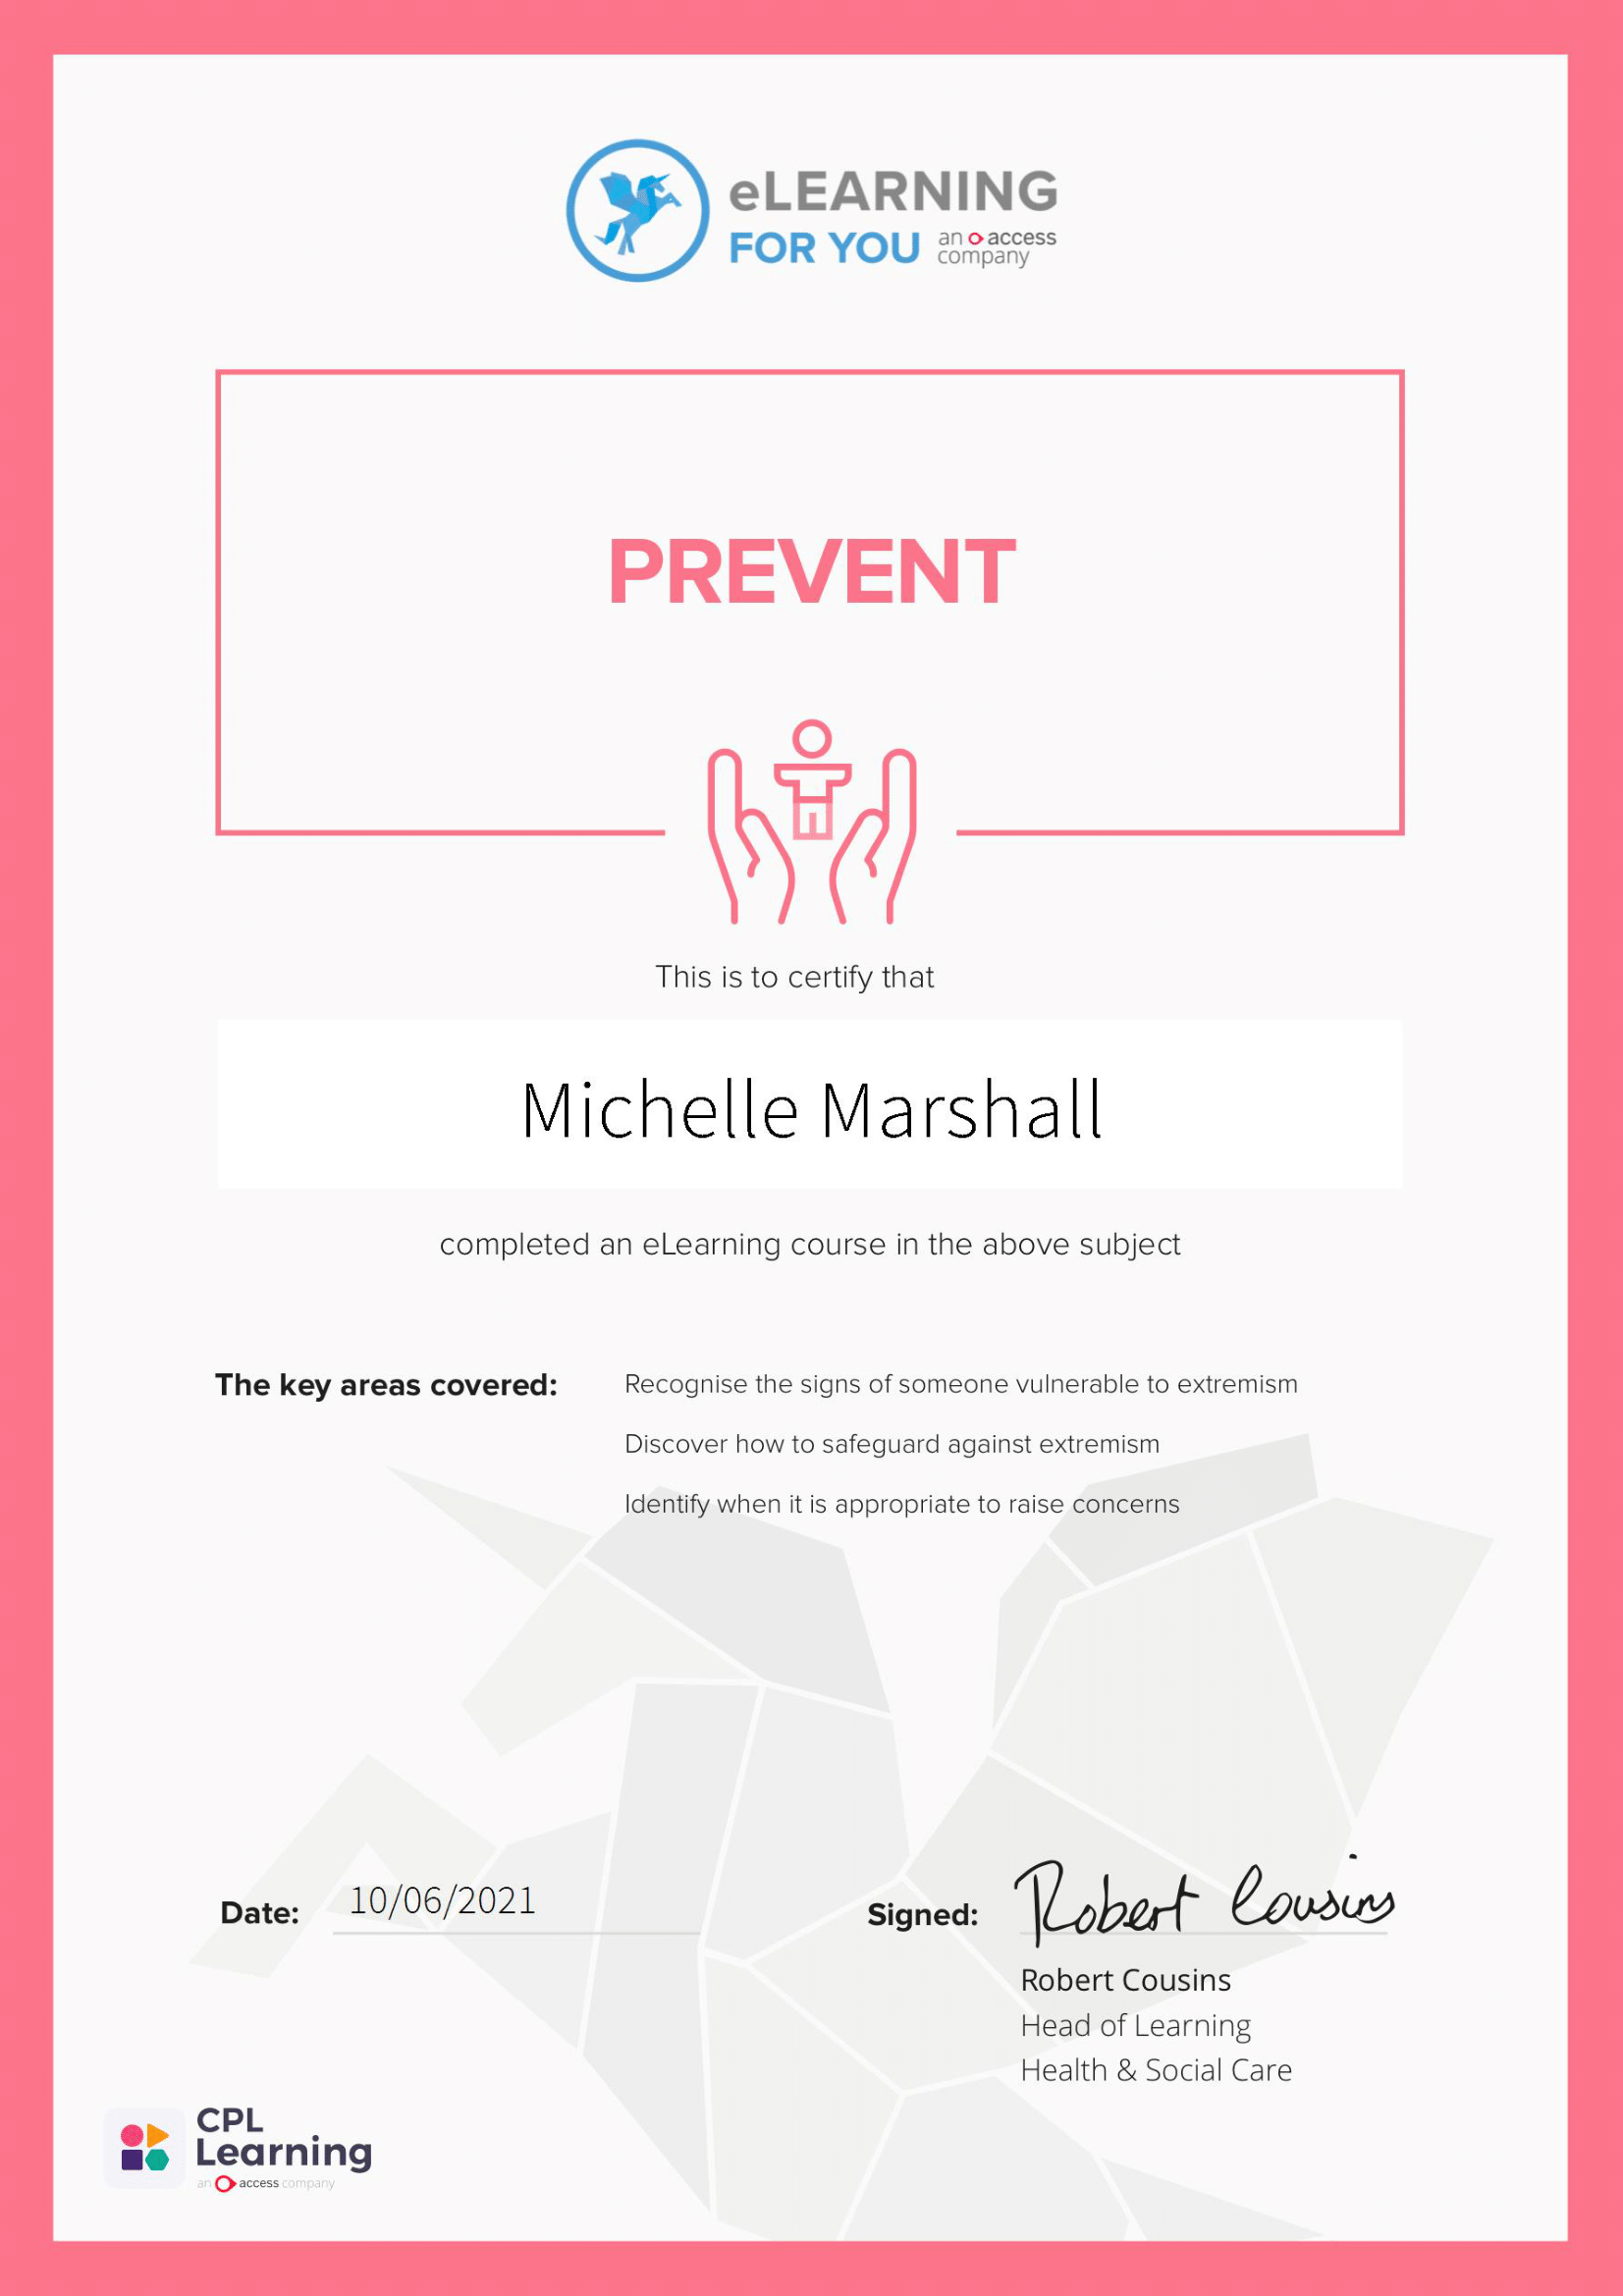 eLEARNING
FOR YOU an access
company
PREVENT
This is to certify that
Michelle Marshall
completed an eLearning course in the above subject
The key areas covered: Recognise the signs of someone vulnerable to extremism
Discover how to safeguard against extremism
Identify when it is appropriate to raise concerns
Date: 10/06/2021 Signed: Robert Cousins
Robert Cousins
Head of Learning
Health & Social Care
CPL
Learning
an access company